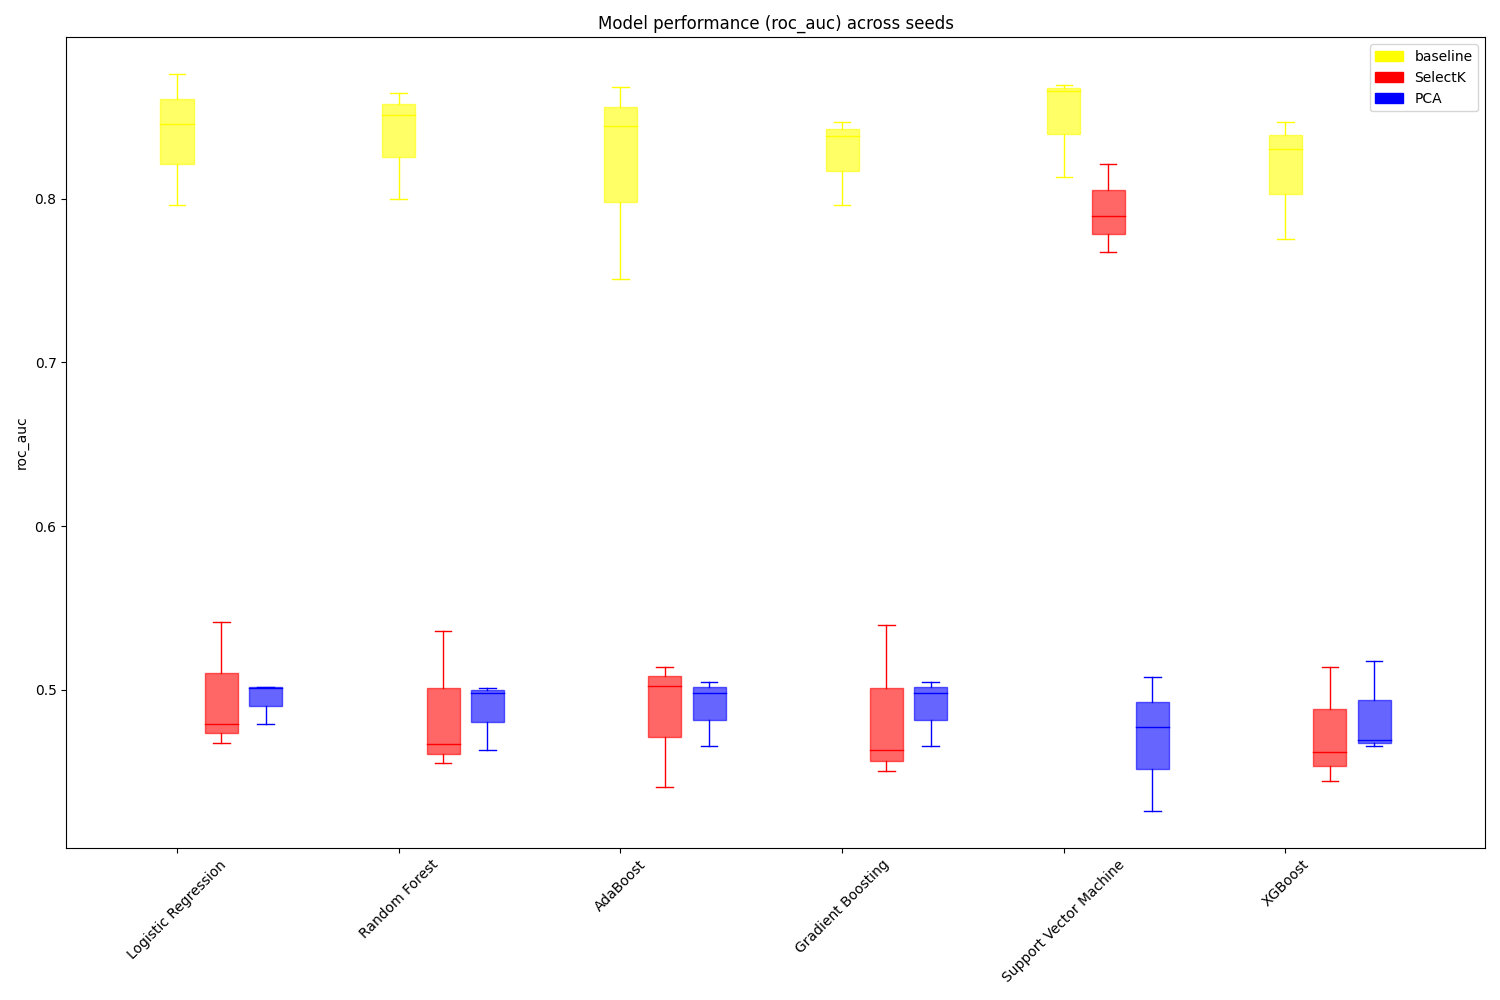 Model performance (roc_auc) across seeds
baseline
SelectK
PCA
roc_auc
0.8
0.7
0.6
0.5
Logistic Regression
Random Forest
AdaBoost
Gradient Boosting
Support Vector Machine
XGBoost